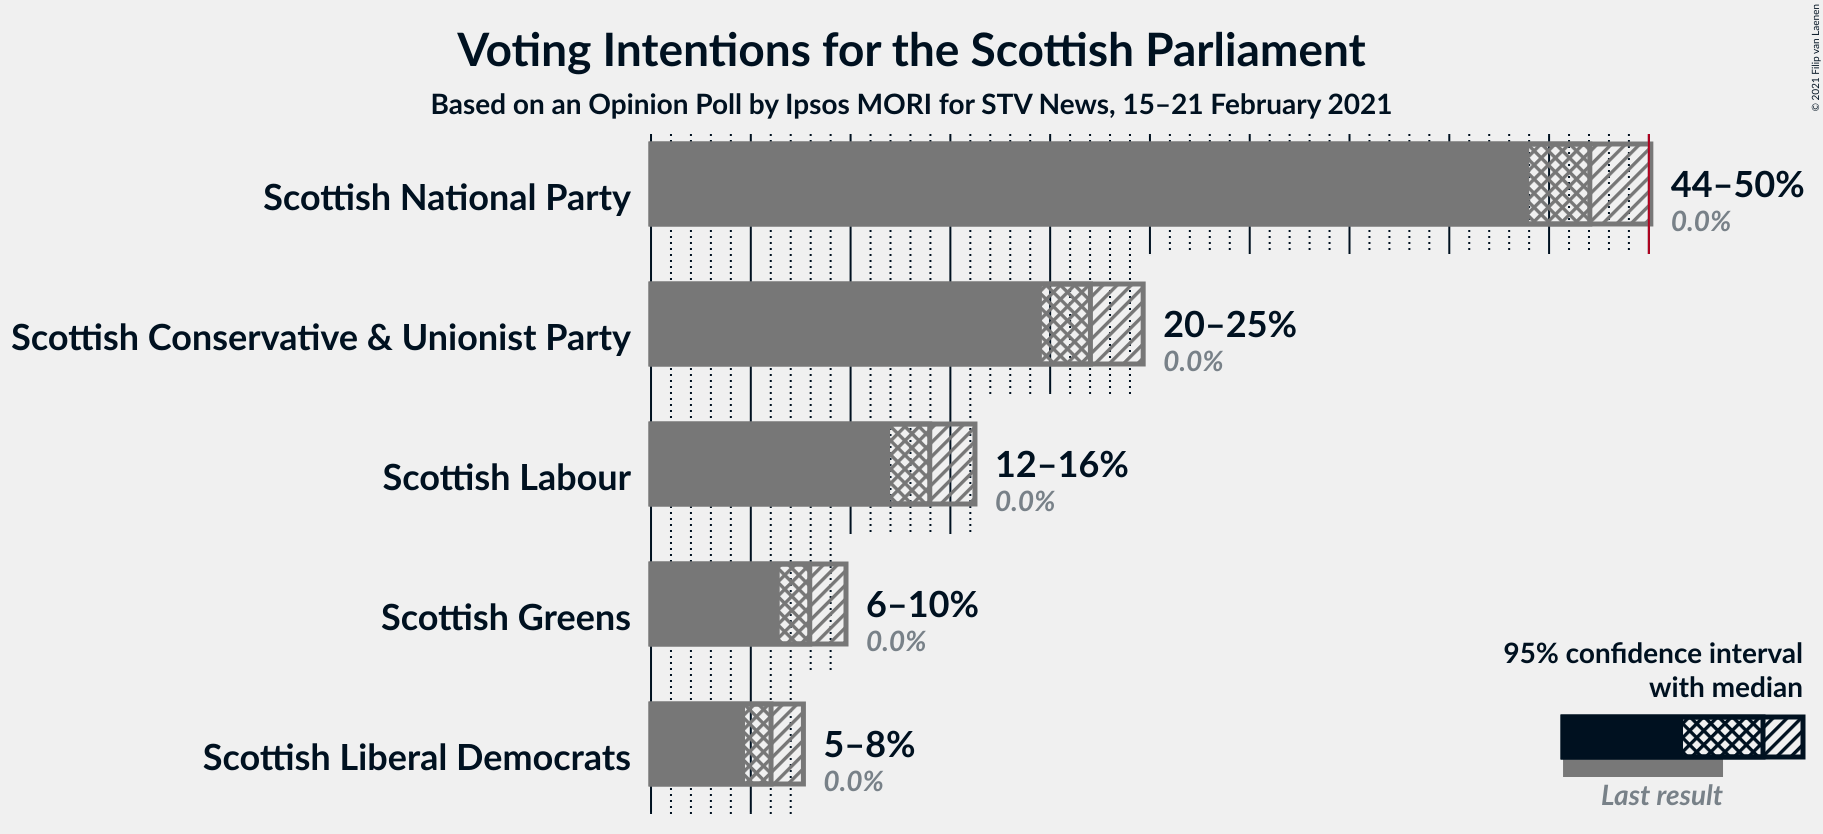 Voting Intentions for the Scottish Parliament
Based on an Opinion Poll by Ipsos MORI for STV News, 15–21 February 2021
© 2021 Filip van Laenen
Scottish National Party
44–50%
0.0%
Scottish Conservative & Unionist Party
20–25%
0.0%
Scottish Labour
12–16%
0.0%
Scottish Greens
6–10%
0.0%
Scottish Liberal Democrats
5–8%
0.0%
95% confidence interval
with median
Last result